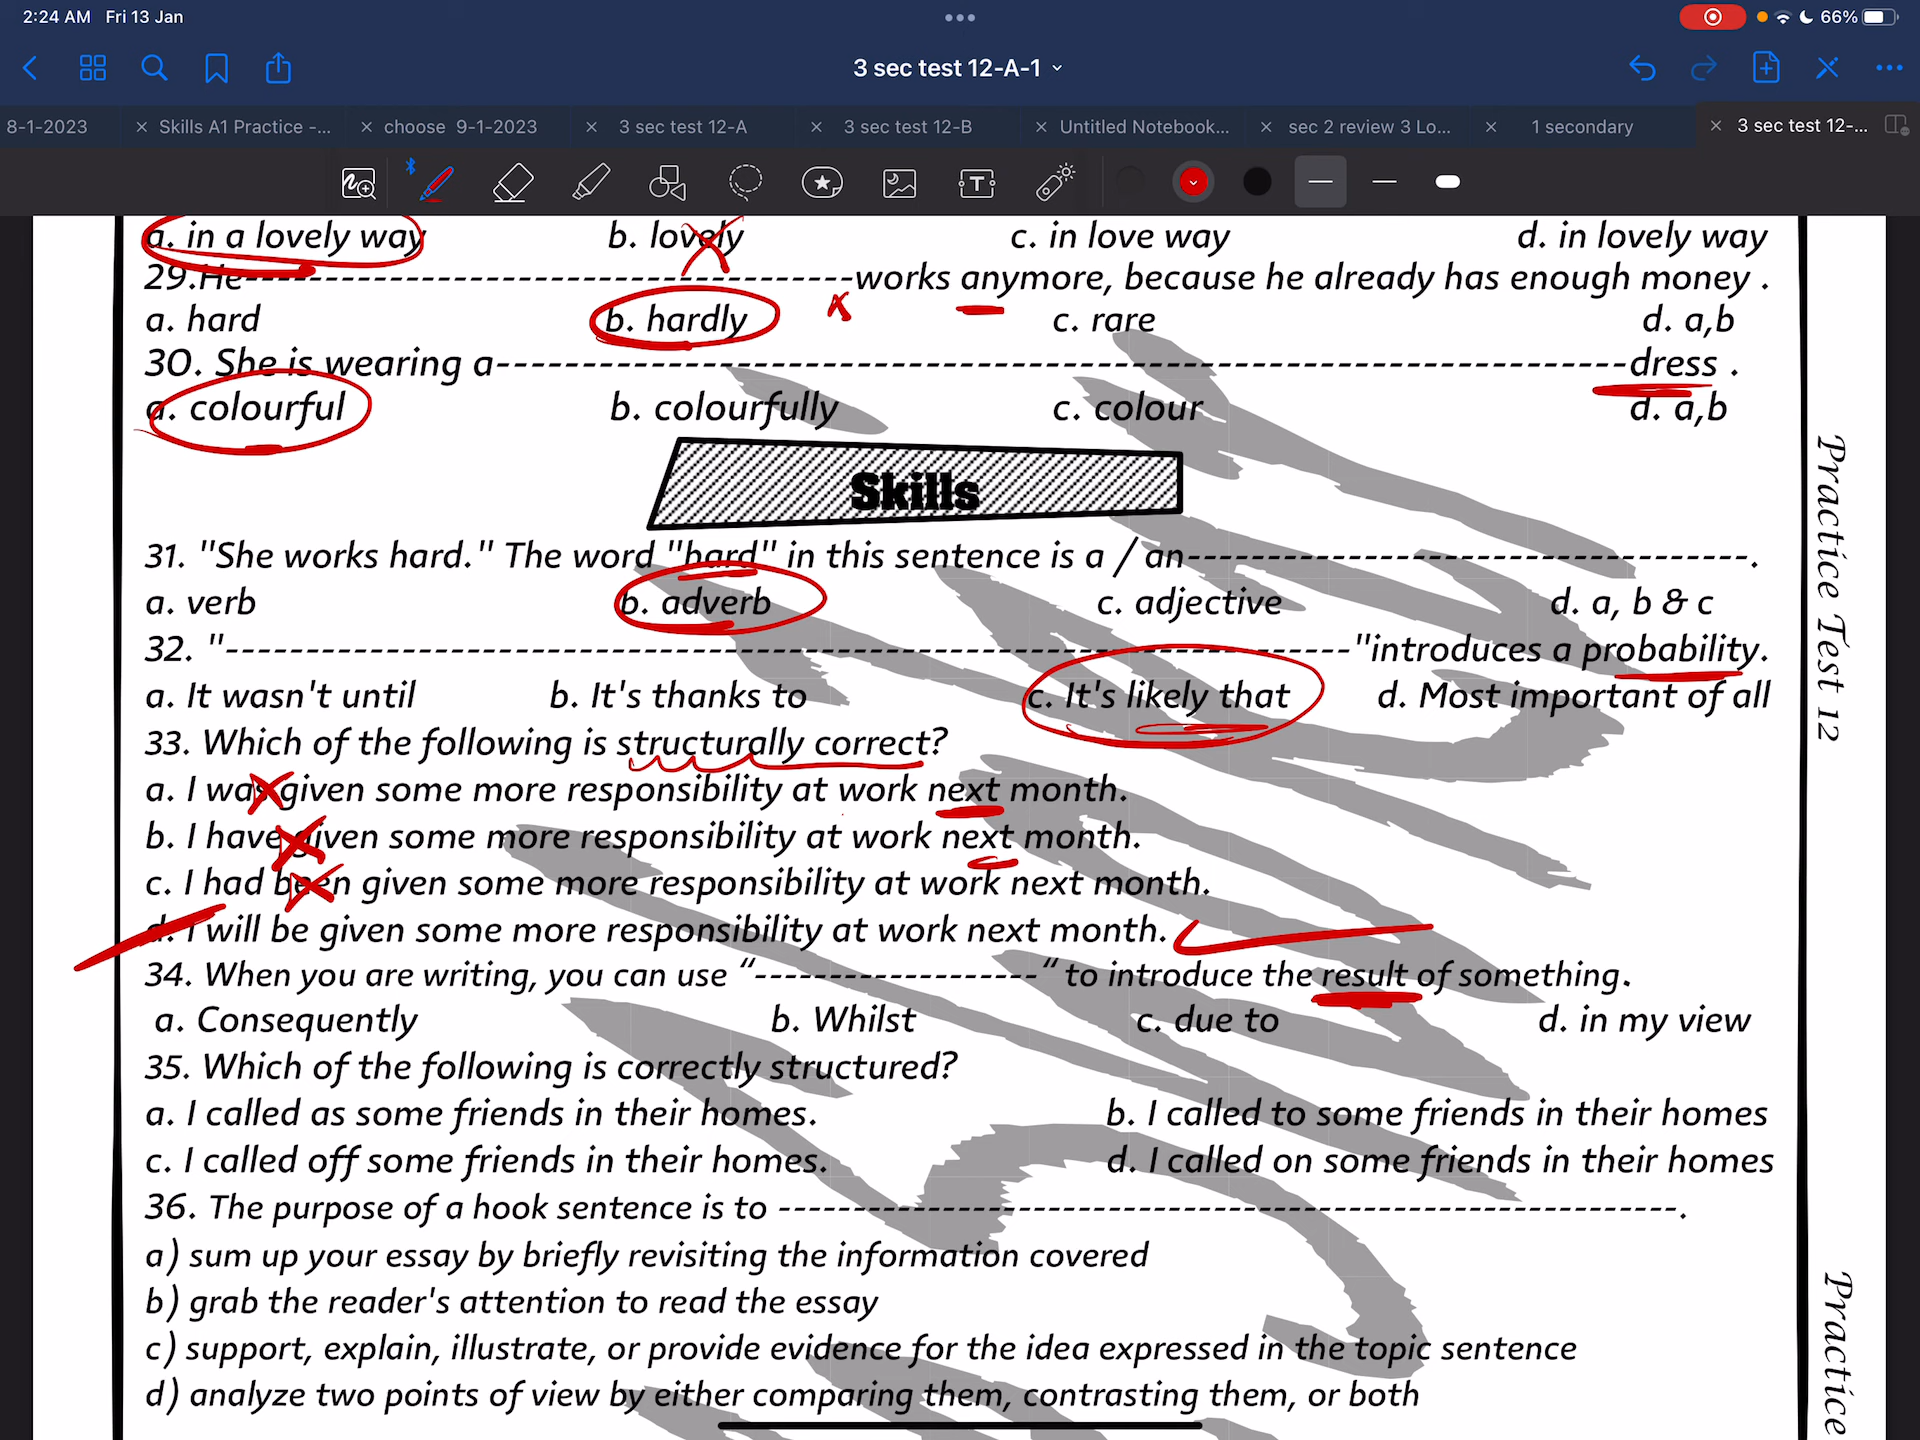 2:24 AM Fri 13 Jan
66%
3 sec test 12-A-1
8-1-2023
Skills A1 Practice -...
choose 9-1-2023
3 sec test 12-A
3 sec test 12-B
Untitled Notebook...
sec 2 review 3 Lo...
1 secondary
3 sec test 12-...
a. in a lovely way b. lovely c. in love way d. in lovely way
29.He------------------------------works anymore, because he already has enough money .
a. hard b. hardly c. rare d. a,b
30. She is wearing a------------------------------dress .
a. colourful b. colourfully c. colour d. a,b
Skills
31. "She works hard." The word "hard" in this sentence is a / an------------------------------.
a. verb b. adverb c. adjective d. a, b & c
32. "------------------------------"introduces a probability.
a. It wasn't until b. It's thanks to c. It's likely that d. Most important of all
33. Which of the following is structurally correct?
a. I was given some more responsibility at work next month.
b. I have given some more responsibility at work next month.
c. I had been given some more responsibility at work next month.
d. I will be given some more responsibility at work next month.
34. When you are writing, you can use “--------------------“ to introduce the result of something.
a. Consequently b. Whilst c. due to d. in my view
35. Which of the following is correctly structured?
a. I called as some friends in their homes. b. I called to some friends in their homes
c. I called off some friends in their homes. d. I called on some friends in their homes
36. The purpose of a hook sentence is to ------------------------------.
a) sum up your essay by briefly revisiting the information covered
b) grab the reader's attention to read the essay
c) support, explain, illustrate, or provide evidence for the idea expressed in the topic sentence
d) analyze two points of view by either comparing them, contrasting them, or both
Practice Test 12
Practice